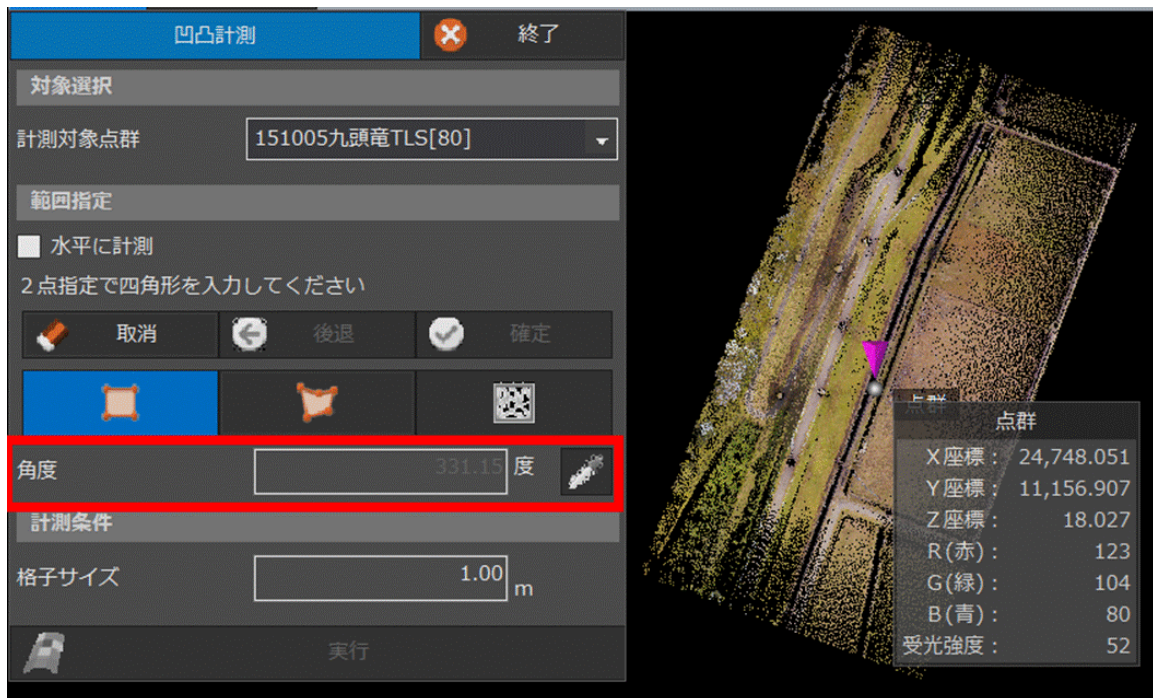 凹凸計測 終了
対象選択
計測対象点群 151005九頭竜TLS[80]
範囲指定
水平に計測
2点指定で四角形を入力してください
取消 後退 確定
角度 331.15 度
計測条件
格子サイズ 1.00 m
実行
点群
点群
X座標： 24,748.051
Y座標： 11,156.907
Z座標： 18.027
R(赤)： 123
G(緑)： 104
B(青)： 80
受光強度： 52